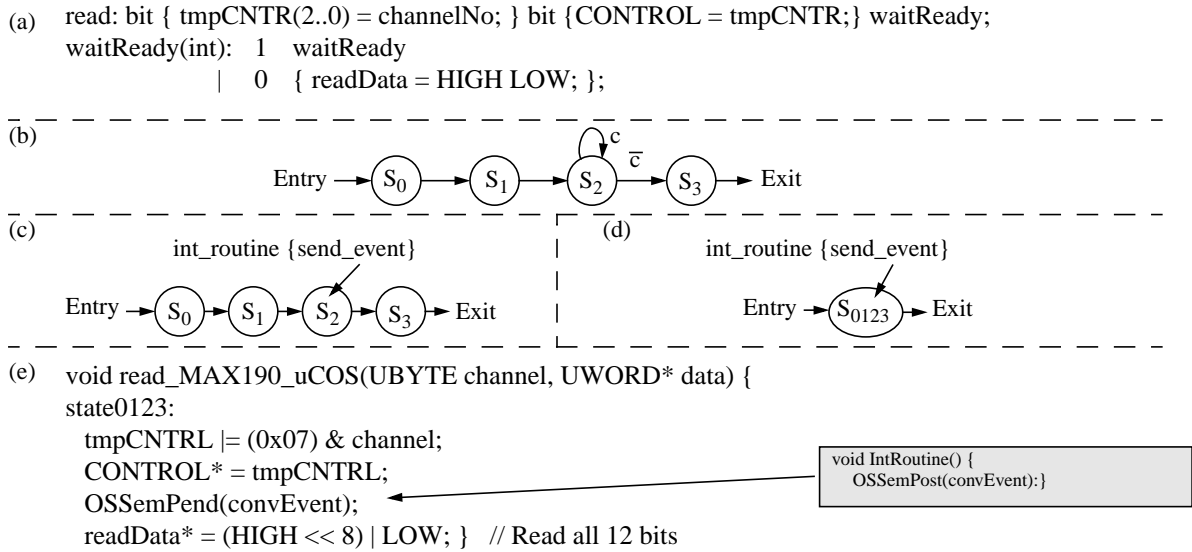 (a) read: bit { tmpCNTR(2..0) = channelNo; } bit {CONTROL = tmpCNTR;} waitReady;
waitReady(int): 1 waitReady
| 0 { readData = HIGH LOW; };
(b)
c
c̅
Entry S0 S1 S2 S3 Exit
(c)
int_routine {send_event}
Entry S0 S1 S2 S3 Exit
(d)
int_routine {send_event}
Entry S0123 Exit
(e) void read_MAX190_uCOS(UBYTE channel, UWORD* data) {
state0123:
tmpCNTRL |= (0x07) & channel;
CONTROL* = tmpCNTRL;
OSSemPend(convEvent);
readData* = (HIGH << 8) | LOW; } // Read all 12 bits
void IntRoutine() {
OSSemPost(convEvent):}